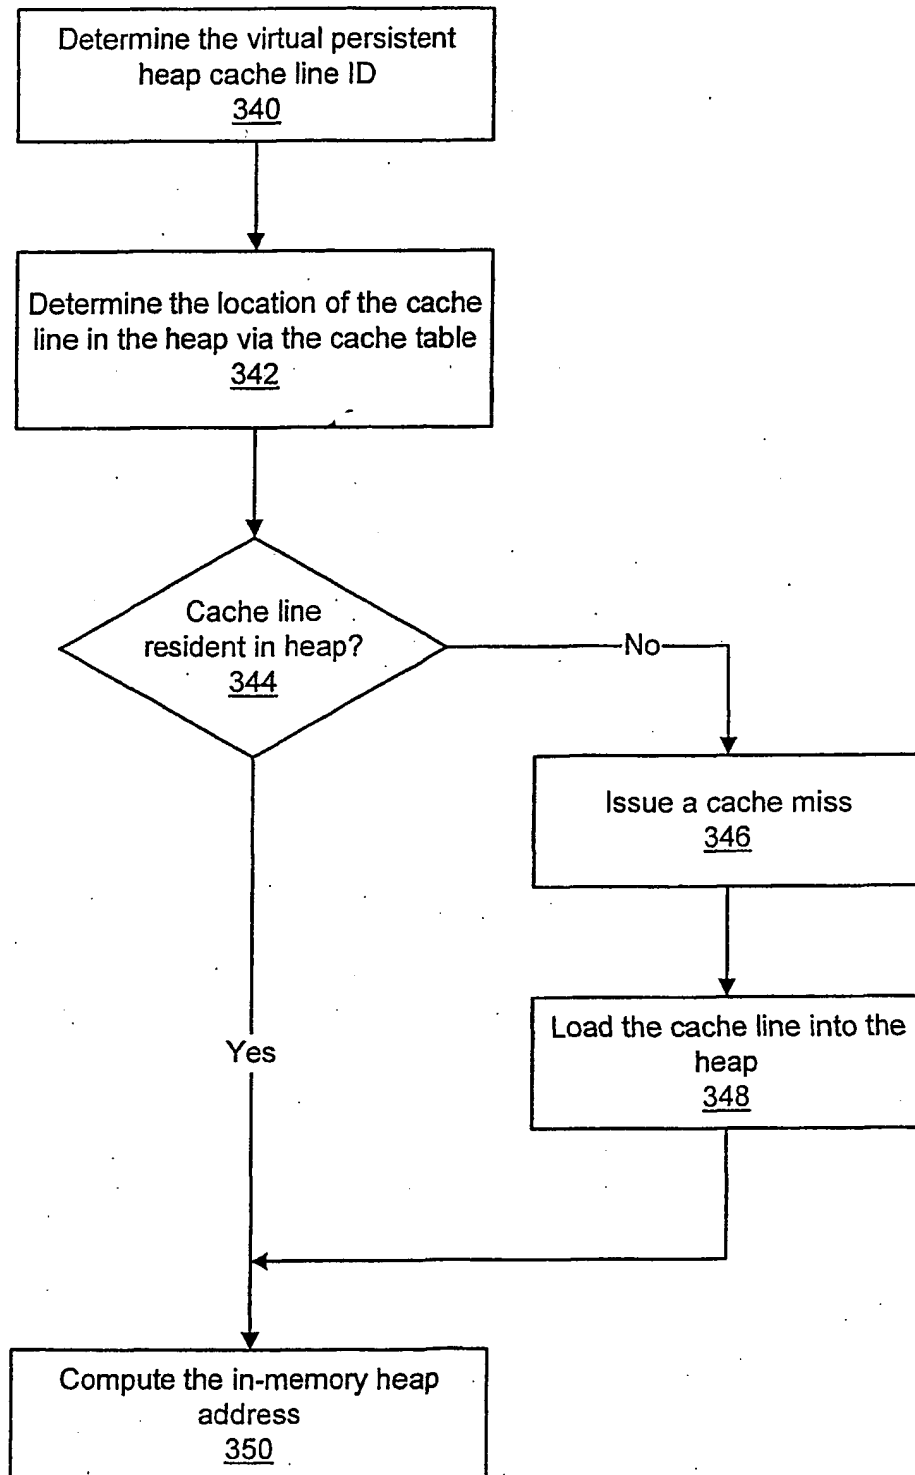 Determine the virtual persistent
heap cache line ID
340
Determine the location of the cache
line in the heap via the cache table
342
Cache line
resident in heap?
344
No
Issue a cache miss
346
Load the cache line into the
heap
348
Yes
Compute the in-memory heap
address
350